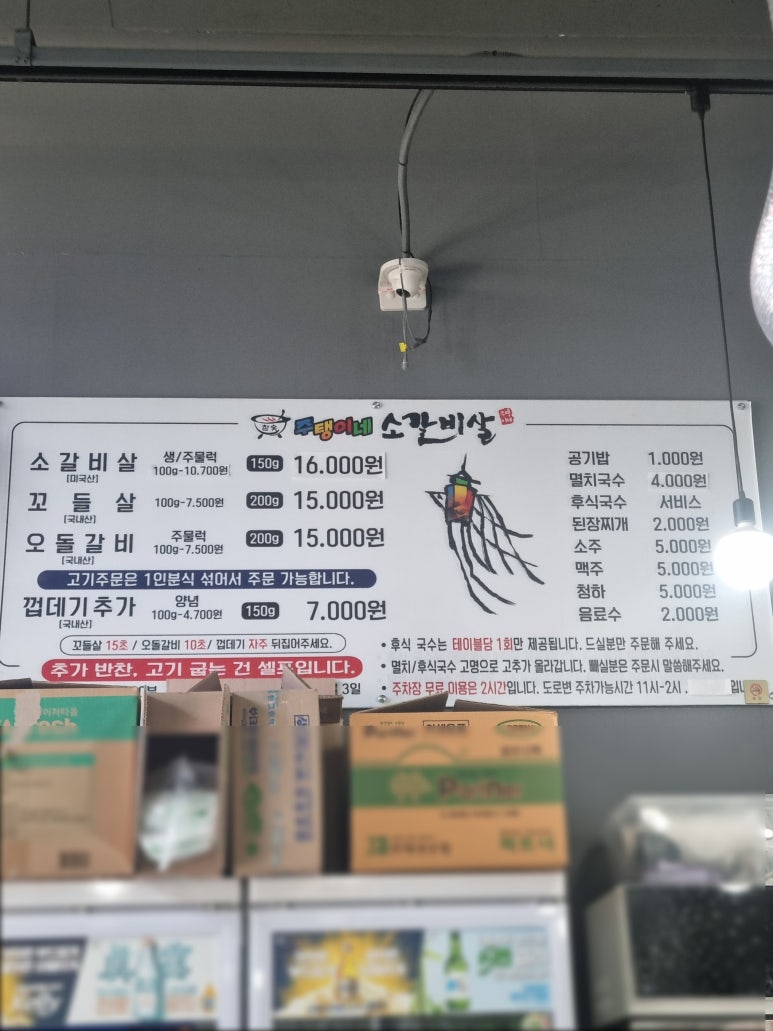 주탱이네 소갈비살
소갈비살 생/주물럭 150g 16.000원
[미국산] 100g-10.700원
꼬들살 100g-7.500원 200g 15.000원
[국내산]
오돌갈비 주물럭 200g 15.000원
[국내산] 100g-7.500원
고기주문은 1인분식 섞어서 주문 가능합니다.
껍데기추가 양념 150g 7.000원
[국내산] 100g-4.700원
꼬들살 15초 / 오돌갈비 10초/ 껍데기 자주 뒤집어주세요.
추가 반찬, 고기 굽는 건 셀프입니다.
3일
공기밥 1.000원
멸치국수 4.000원
후식국수 서비스
된장찌개 2.000원
소주 5.000원
맥주 5.000원
청하 5.000원
음료수 2.000원
• 후식 국수는 테이블당 1회만 제공됩니다. 드실분만 주문해 주세요.
• 멸치/후식국수 고명으로 고추가 올라갑니다. 빼실분은 주문시 말씀해주세요.
• 주차장 무료 이용은 2시간입니다. 도로변 주차가능시간 11시-2시.